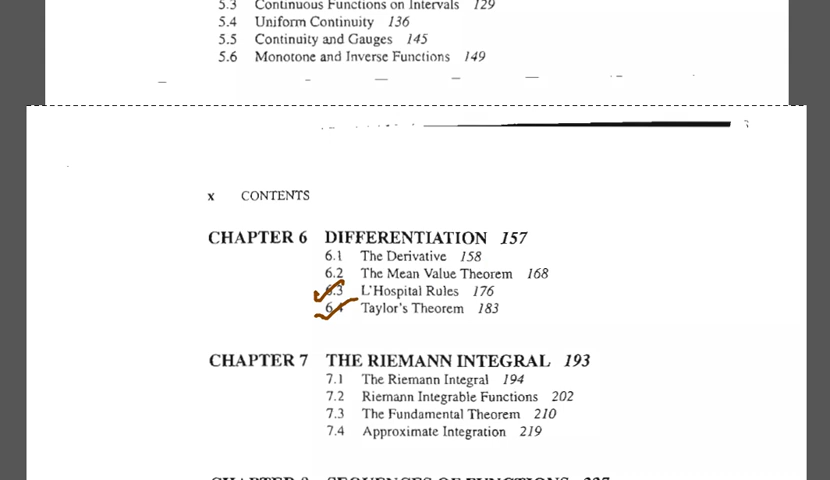 5.3 Continuous Functions on Intervals 129
5.4 Uniform Continuity 136
5.5 Continuity and Gauges 145
5.6 Monotone and Inverse Functions 149
x CONTENTS
CHAPTER 6 DIFFERENTIATION 157
6.1 The Derivative 158
6.2 The Mean Value Theorem 168
6.3 L'Hospital Rules 176
6.4 Taylor's Theorem 183
CHAPTER 7 THE RIEMANN INTEGRAL 193
7.1 The Riemann Integral 194
7.2 Riemann Integrable Functions 202
7.3 The Fundamental Theorem 210
7.4 Approximate Integration 219